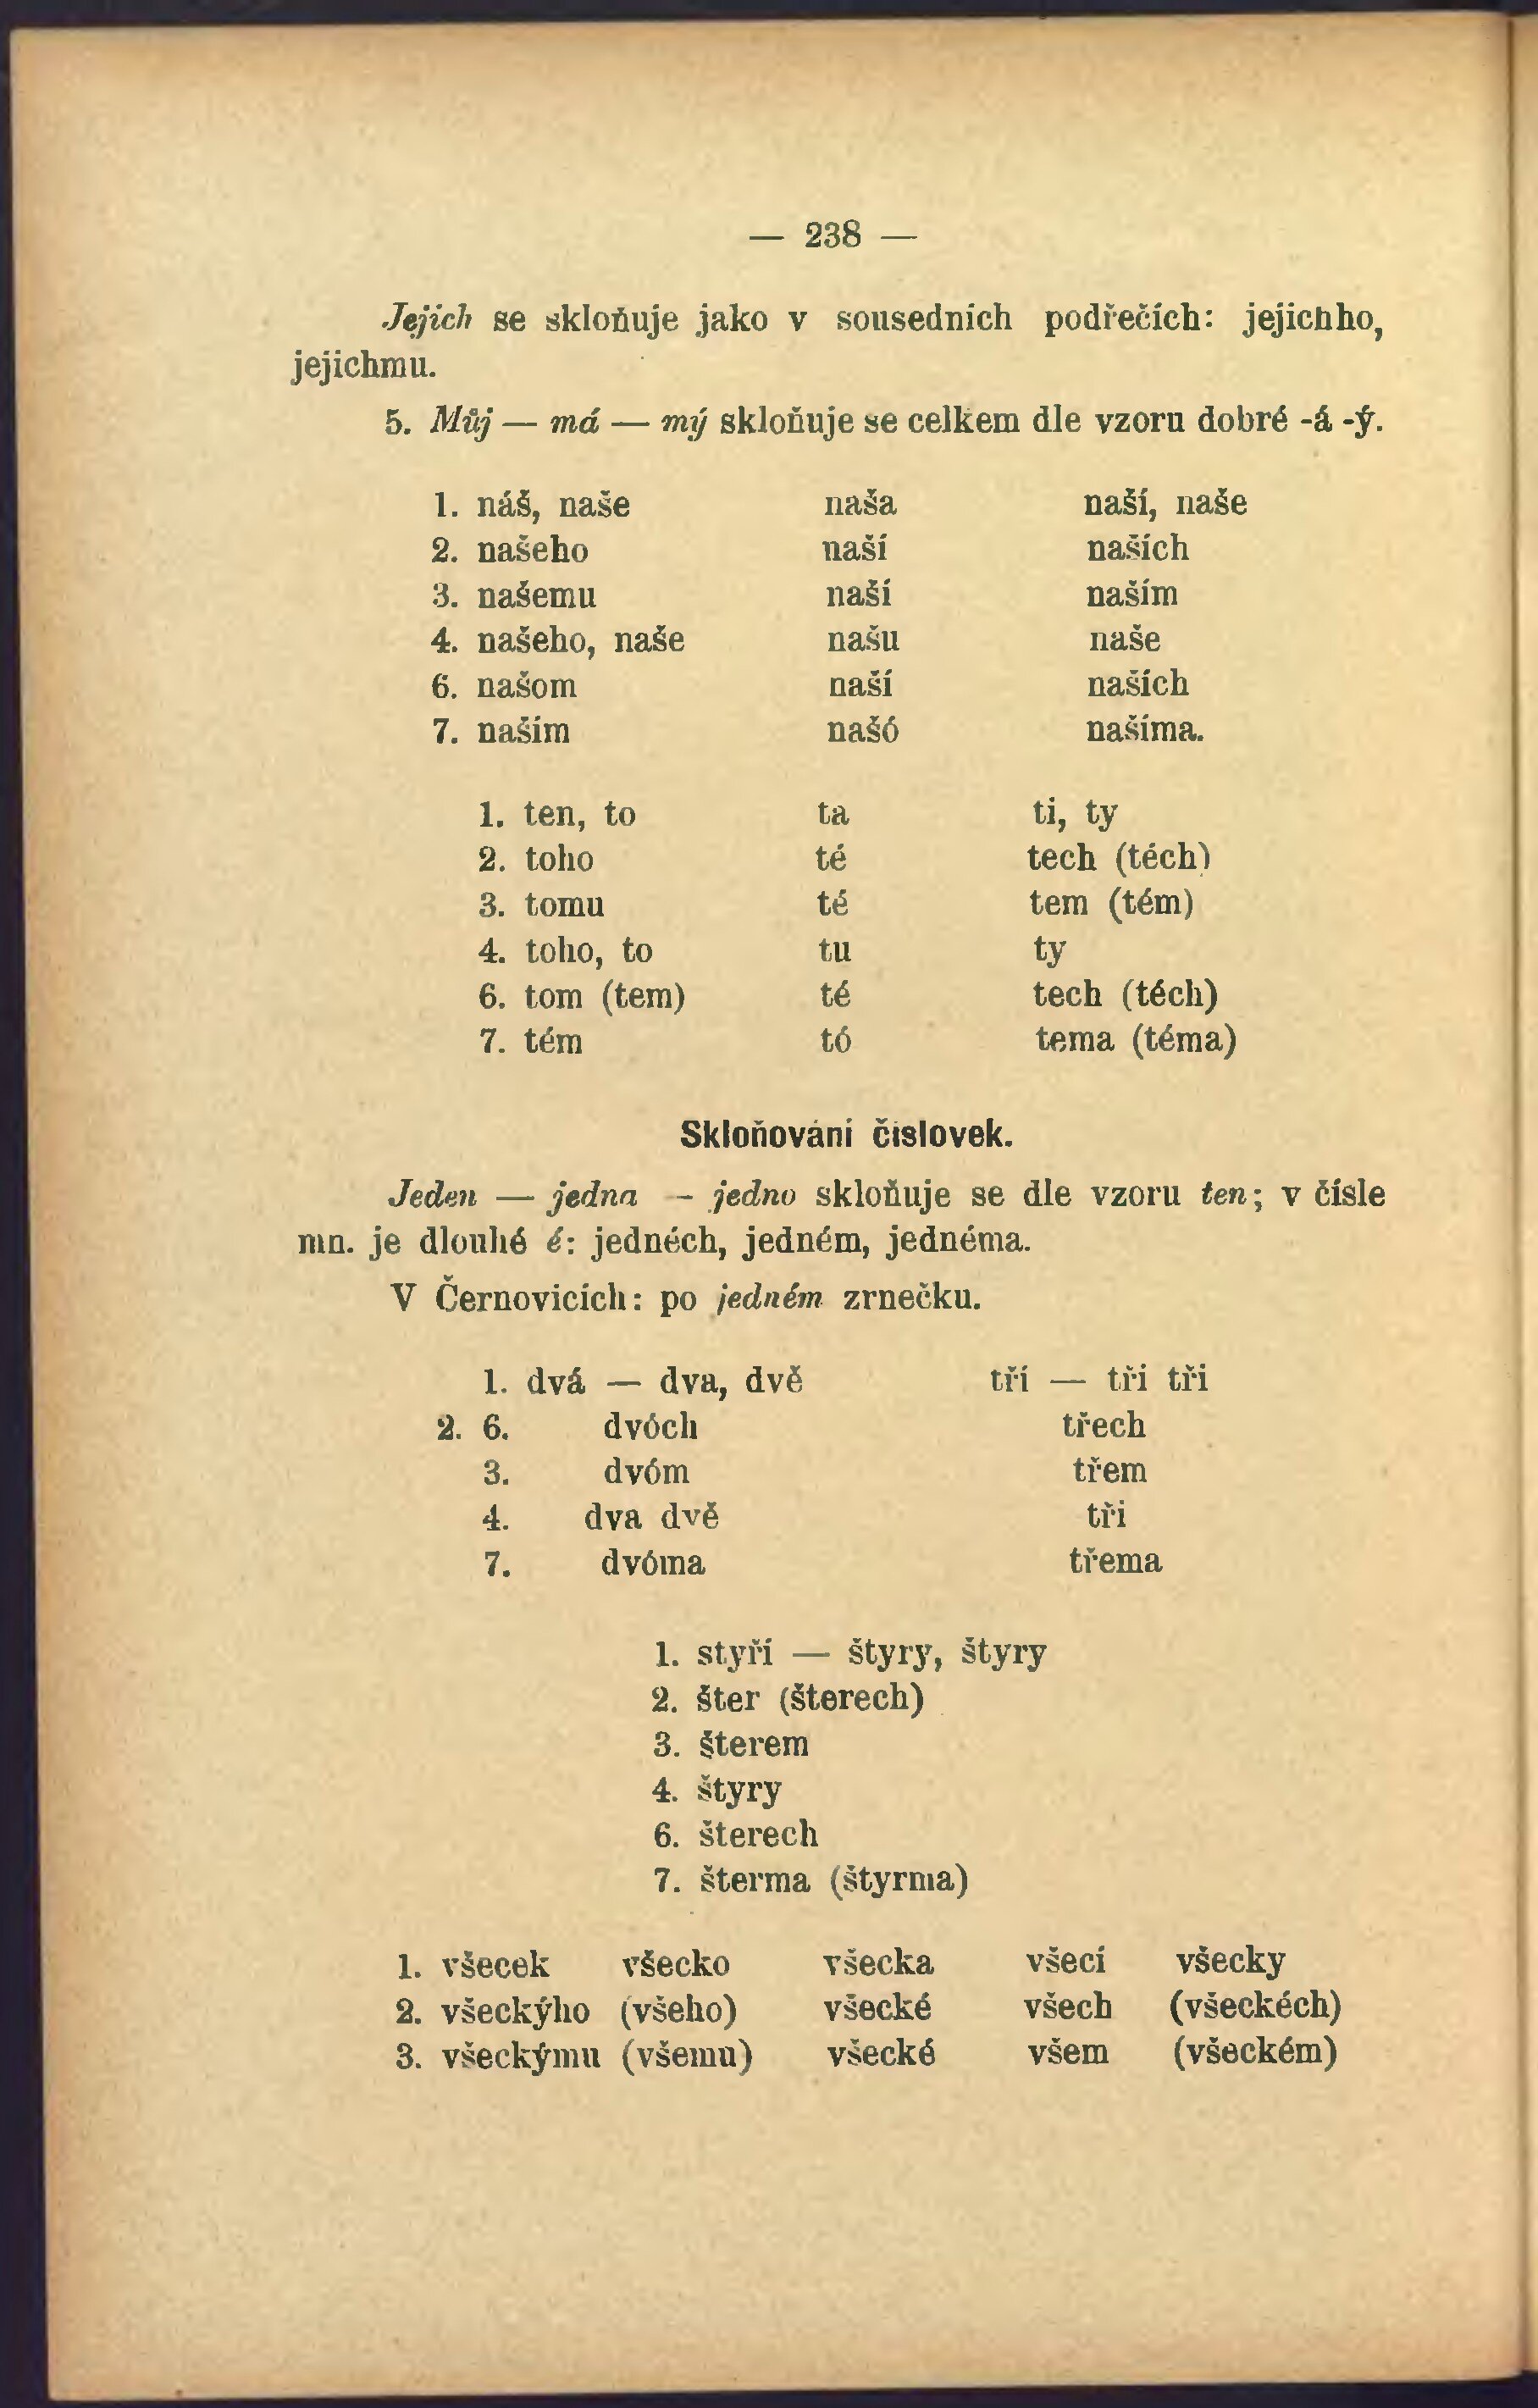 — 238 —
Jejich se skloňuje jako v sousedních podřečích: jejichho,
jejichmu.
5. Můj — má — mý skloňuje se celkem dle vzoru dobré -á -ý.
1. náš, naše naša naší, naše
2. našeho naší naších
3. našemu naší naším
4. našeho, naše našu naše
6. našom naší naších
7. naším našó našíma.
1. ten, to ta ti, ty
2. toho té tech (téch)
3. tomu té tem (tém)
4. toho, to tu ty
6. tom (tem) té tech (téch)
7. tém tó tema (téma)
Skloňování číslovek.
Jeden — jedna – jedno skloňuje se dle vzoru ten; v čísle
mn. je dlouhé é: jednéch, jedném, jednéma.
V Černovicích: po jedném zrnečku.
1. dvá — dva, dvě tří — tři tři
2. 6. dvóch třech
3. dvóm třem
4. dva dvě tři
7. dvóma třema
1. styří — štyry, štyry
2. šter (šterech)
3. šterem
4. štyry
6. šterech
7. šterma (štyrma)
1. všecek všecko všecka všecí všecky
2. všeckýho (všeho) všecké všech (všeckéch)
3. všeckýmu (všemu) všecké všem (všeckém)